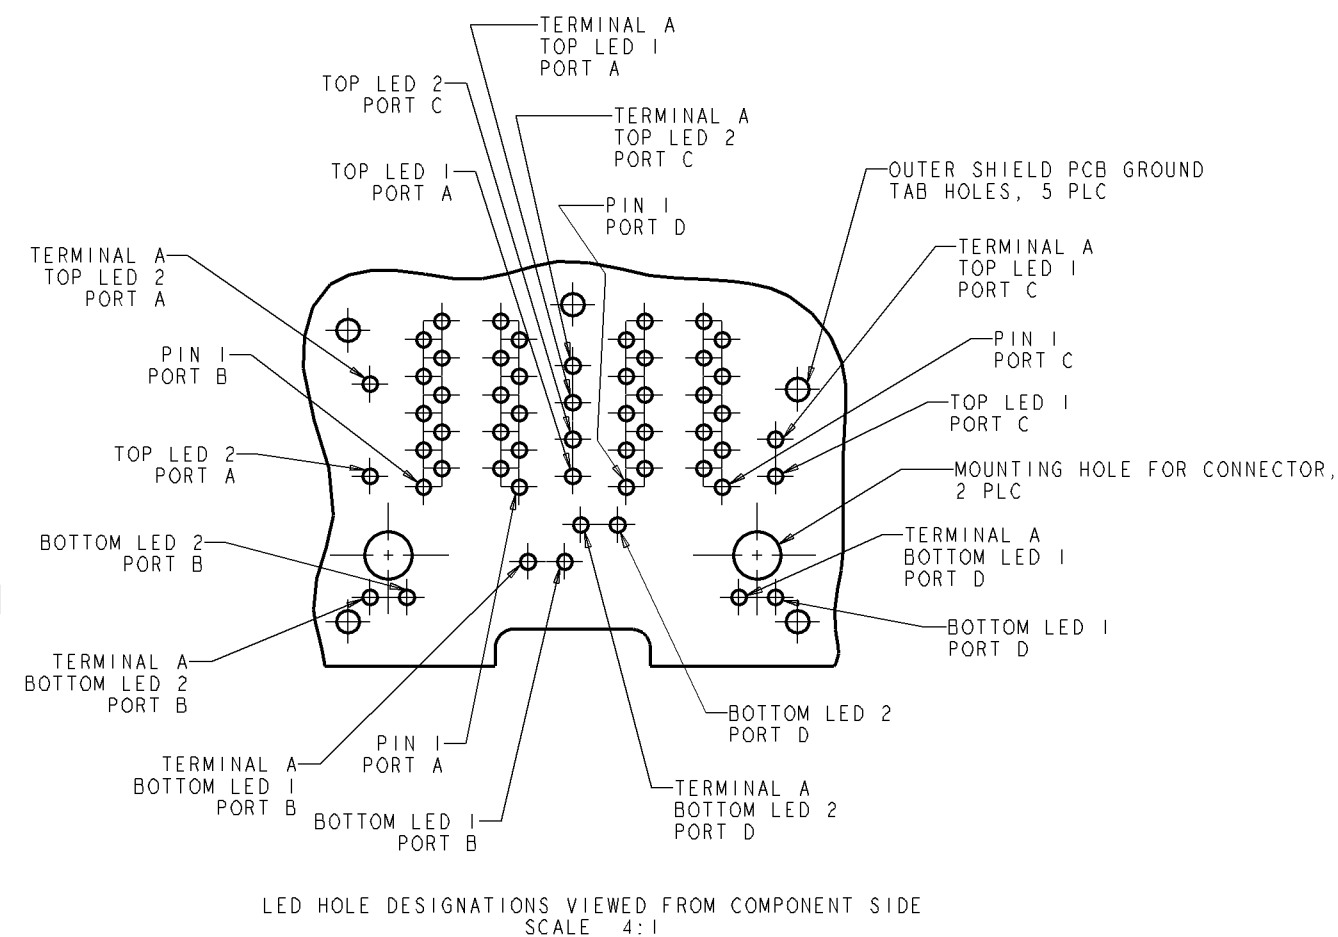 TERMINAL A
TOP LED 1
PORT A
TOP LED 2
PORT C
TERMINAL A
TOP LED 2
PORT C
TOP LED 1
PORT A
OUTER SHIELD PCB GROUND
TAB HOLES, 5 PLC
PIN 1
PORT D
TERMINAL A
TOP LED 2
PORT A
TERMINAL A
TOP LED 1
PORT C
PIN 1
PORT B
PIN 1
PORT C
TOP LED 1
PORT C
TOP LED 2
PORT A
MOUNTING HOLE FOR CONNECTOR,
2 PLC
BOTTOM LED 2
PORT B
TERMINAL A
BOTTOM LED 1
PORT D
BOTTOM LED 1
PORT D
TERMINAL A
BOTTOM LED 2
PORT B
BOTTOM LED 2
PORT D
PIN 1
PORT A
TERMINAL A
BOTTOM LED 1
PORT B
TERMINAL A
BOTTOM LED 2
PORT D
BOTTOM LED 1
PORT B
LED HOLE DESIGNATIONS VIEWED FROM COMPONENT SIDE
SCALE 4:1